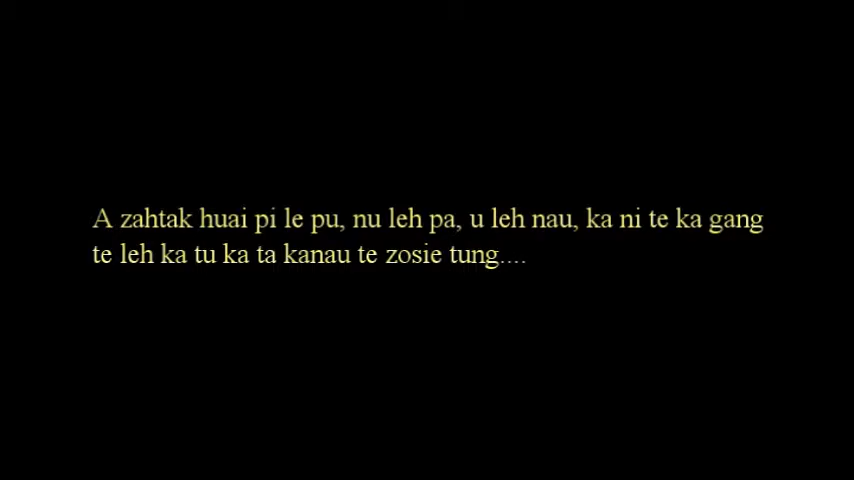 A zahtak huai pi le pu, nu leh pa, u leh nau, ka ni te ka gang
te leh ka tu ka ta kanau te zosie tung....